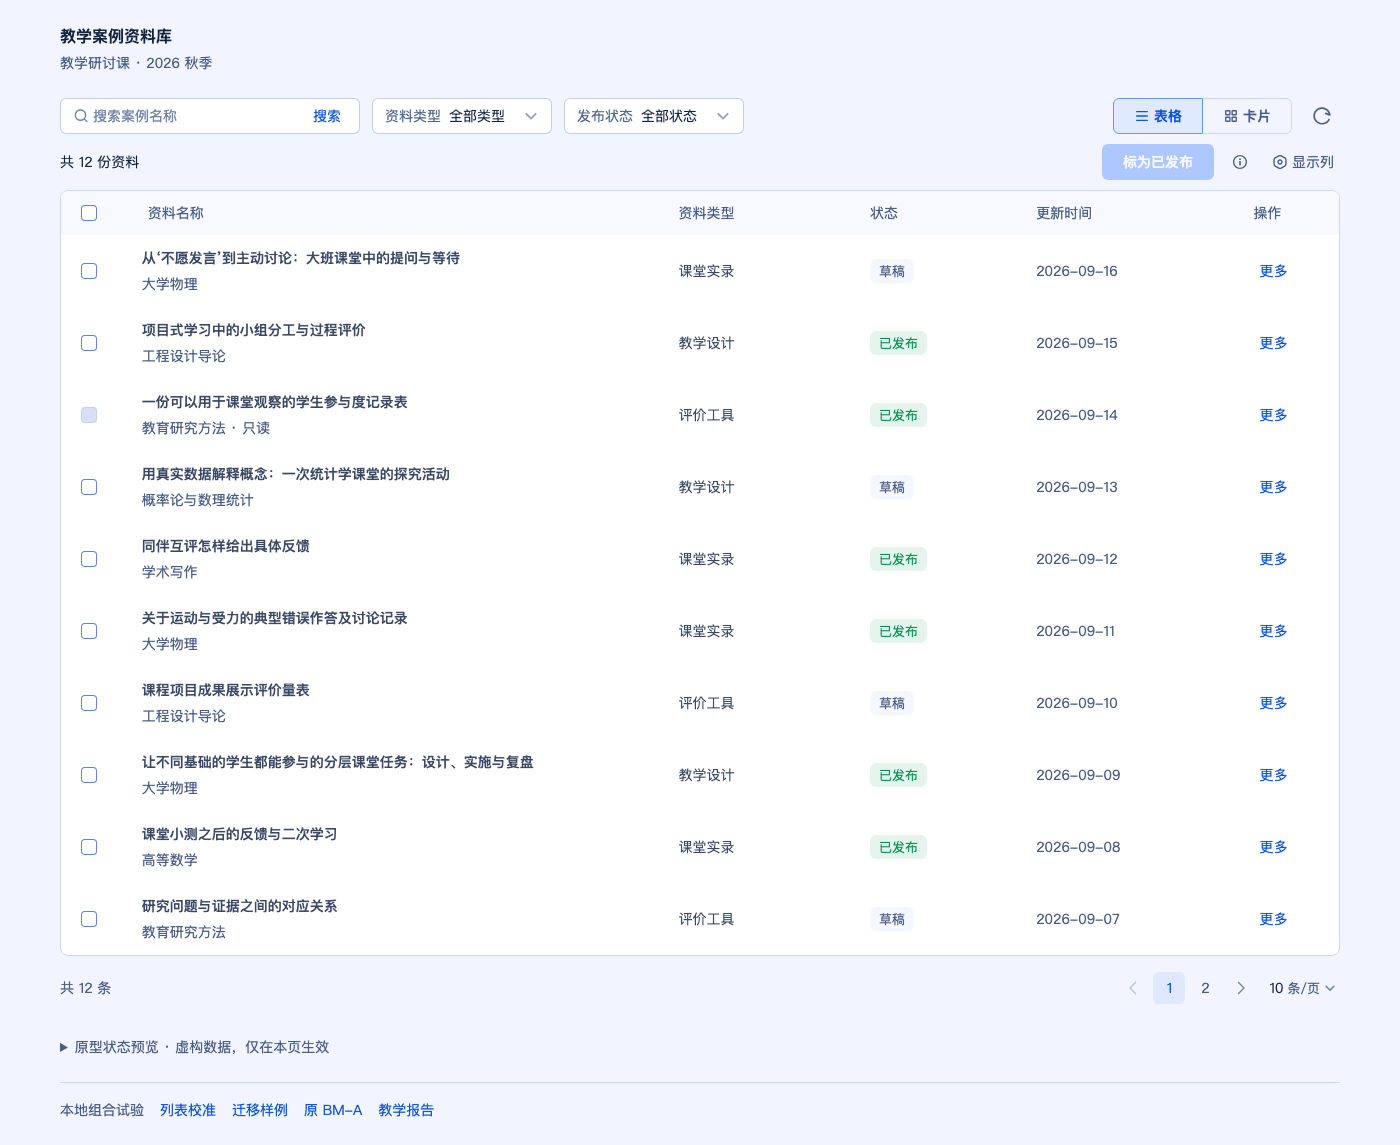 教学案例资料库
教学研讨课 · 2026 秋季
搜索案例名称 搜索 资料类型 全部类型 发布状态 全部状态 表格 卡片
共 12 份资料 标为已发布 显示列
资料名称 资料类型 状态 更新时间 操作
从‘不愿发言’到主动讨论：大班课堂中的提问与等待
大学物理
课堂实录 草稿 2026-09-16 更多
项目式学习中的小组分工与过程评价
工程设计导论
教学设计 已发布 2026-09-15 更多
一份可以用于课堂观察的学生参与度记录表
教育研究方法 · 只读
评价工具 已发布 2026-09-14 更多
用真实数据解释概念：一次统计学课堂的探究活动
概率论与数理统计
教学设计 草稿 2026-09-13 更多
同伴互评怎样给出具体反馈
学术写作
课堂实录 已发布 2026-09-12 更多
关于运动与受力的典型错误作答及讨论记录
大学物理
课堂实录 已发布 2026-09-11 更多
课程项目成果展示评价量表
工程设计导论
评价工具 草稿 2026-09-10 更多
让不同基础的学生都能参与的分层课堂任务：设计、实施与复盘
大学物理
教学设计 已发布 2026-09-09 更多
课堂小测之后的反馈与二次学习
高等数学
课堂实录 已发布 2026-09-08 更多
研究问题与证据之间的对应关系
教育研究方法
评价工具 草稿 2026-09-07 更多
共 12 条 1 2 10 条/页
原型状态预览 · 虚构数据，仅在本页生效
本地组合试验 列表校准 迁移样例 原 BM-A 教学报告